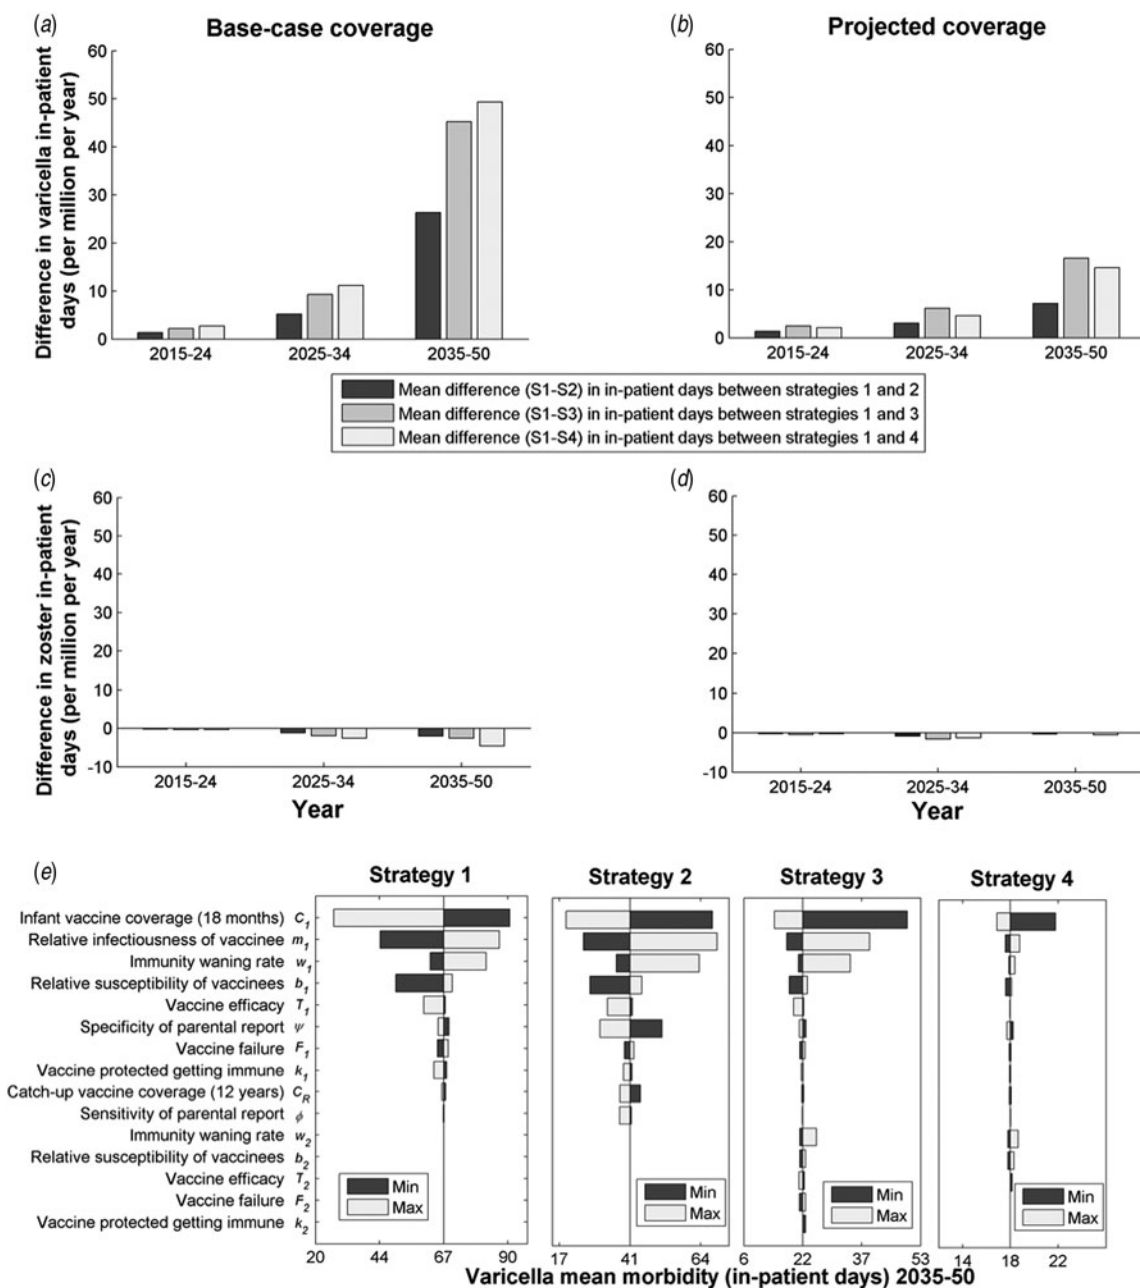 (a)
Base-case coverage
(b)
Projected coverage
Difference in varicella in-patient
days (per million per year)
60
50
40
30
20
10
0
2015-24
2025-34
2035-50
60
50
40
30
20
10
0
2015-24
2025-34
2035-50
Mean difference (S1-S2) in in-patient days between strategies 1 and 2
Mean difference (S1-S3) in in-patient days between strategies 1 and 3
Mean difference (S1-S4) in in-patient days between strategies 1 and 4
(c)
(d)
Difference in zoster in-patient
days (per million per year)
60
50
40
30
20
10
0
-10
2015-24
2025-34
2035-50
Year
60
50
40
30
20
10
0
-10
2015-24
2025-34
2035-50
Year
(e)
Strategy 1
Strategy 2
Strategy 3
Strategy 4
Infant vaccine coverage (18 months) C1
Relative infectiousness of vaccinee m1
Immunity waning rate w1
Relative susceptibility of vaccinees b1
Vaccine efficacy T1
Specificity of parental report ψ
Vaccine failure F1
Vaccine protected getting immune k1
Catch-up vaccine coverage (12 years) CR
Sensitivity of parental report ϕ
Immunity waning rate w2
Relative susceptibility of vaccinees b2
Vaccine efficacy T2
Vaccine failure F2
Vaccine protected getting immune k2
Min
Max
Min
Max
Min
Max
Min
Max
20 44 67 90
17 41 64
6 22 37 53
14 18 22
Varicella mean morbidity (in-patient days) 2035-50